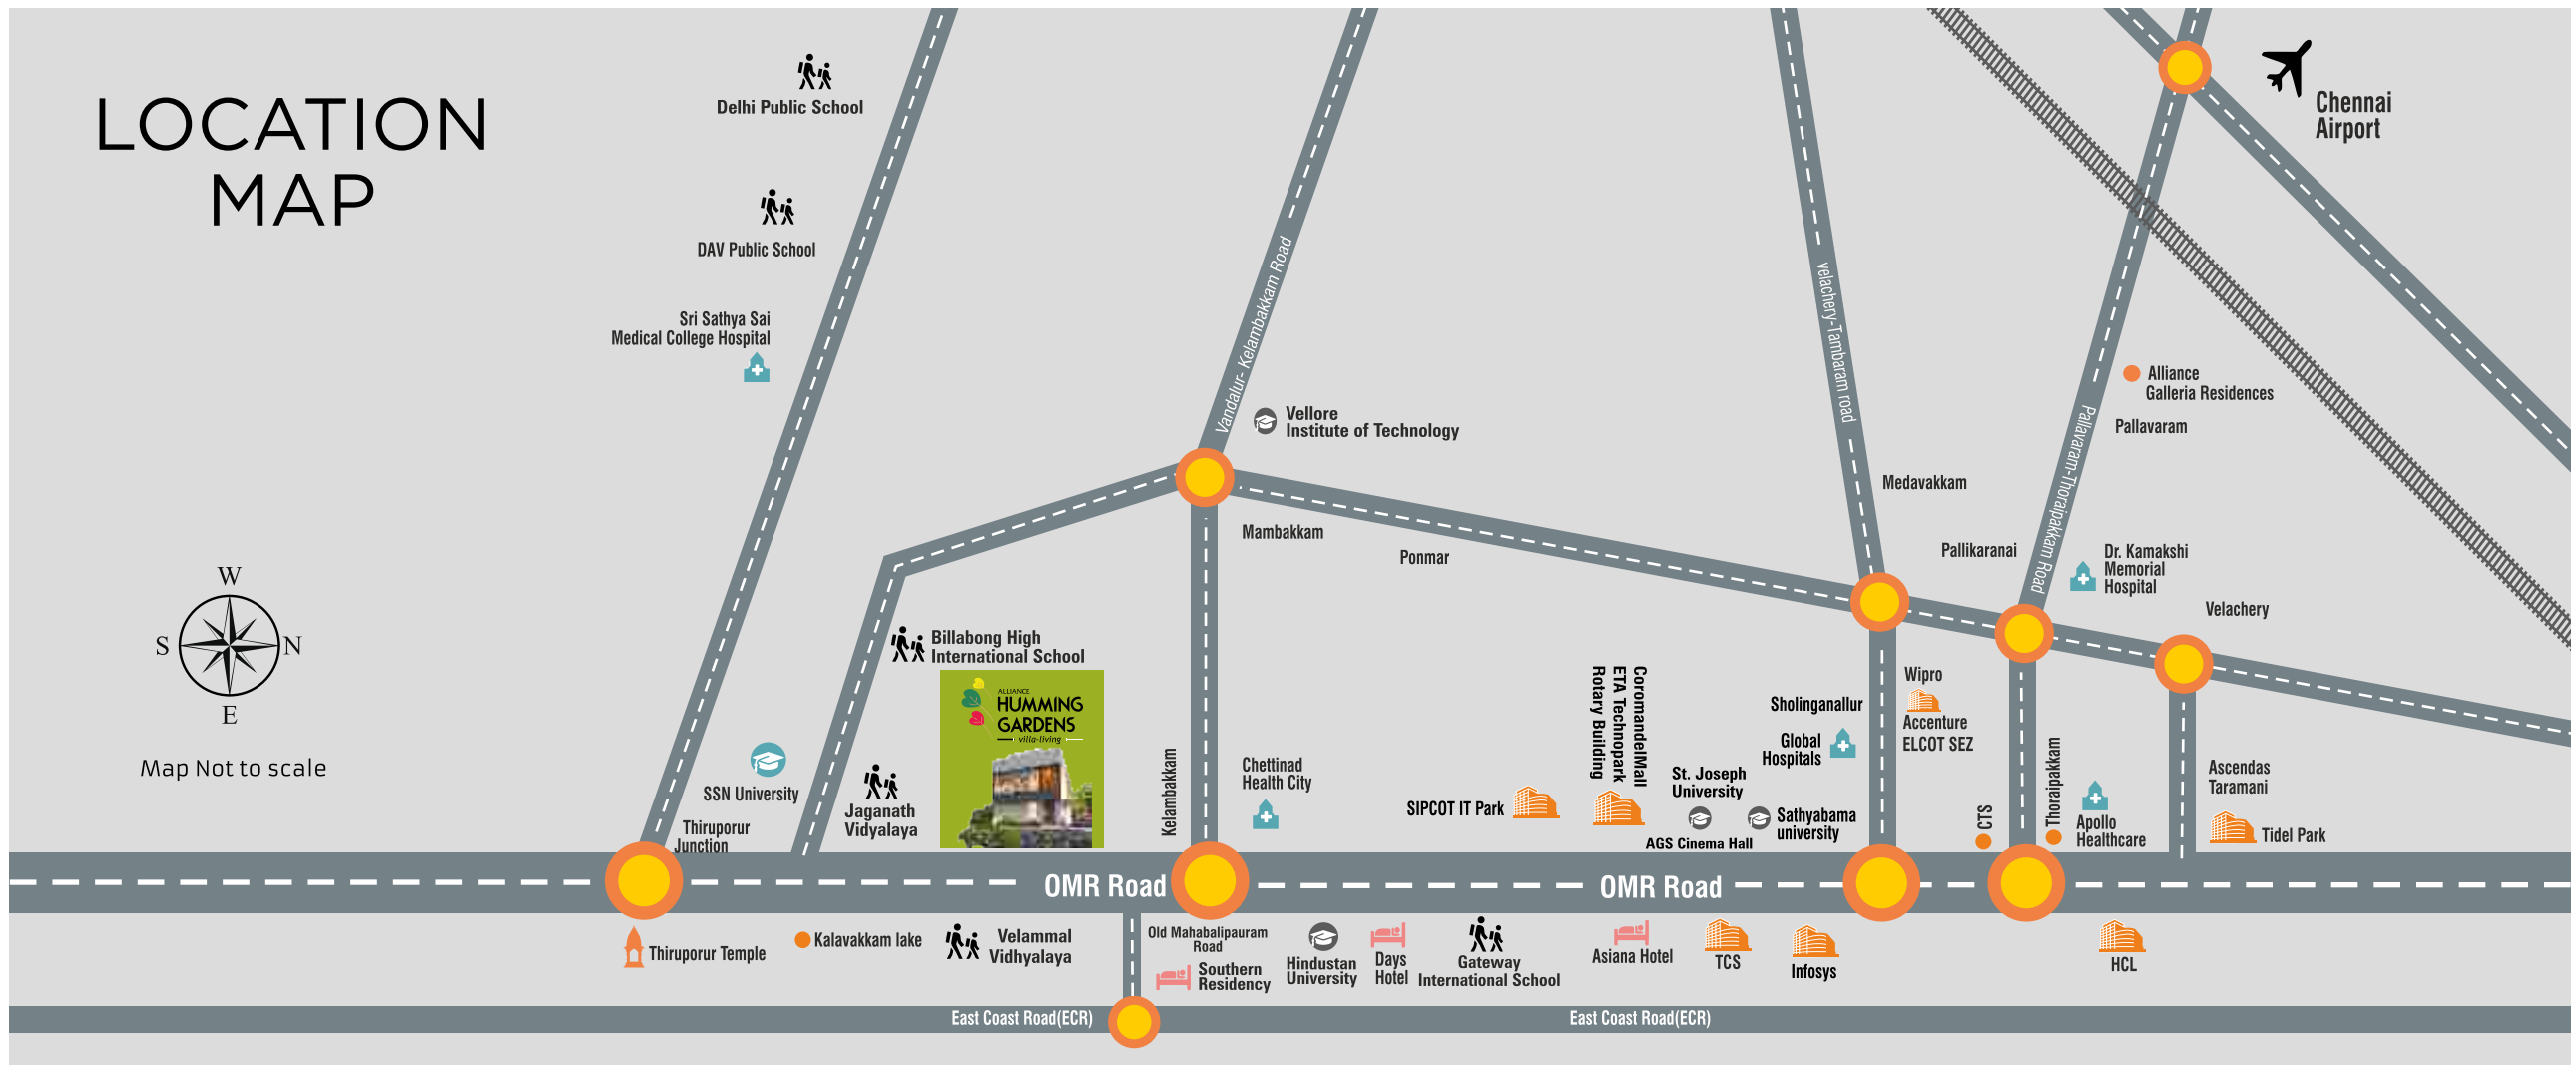 LOCATION
MAP
Delhi Public School
DAV Public School
Sri Sathya Sai
Medical College Hospital
Vandalur- Kelambakkam Road
velachery-Tambaram road
Pallavaram-Thoraipakkam Road
Chennai
Airport
Alliance
Galleria Residences
Pallavaram
Vellore
Institute of Technology
Medavakkam
Mambakkam
Ponmar
Pallikaranai
Dr. Kamakshi
Memorial
Hospital
Velachery
W
S
N
E
Map Not to scale
Billabong High
International School
ALLIANCE
HUMMING
GARDENS
villa-living
SSN University
Thiruporur
Junction
Jaganath
Vidyalaya
Kelambakkam
Chettinad
Health City
SIPCOT IT Park
CoromandelMall
ETA Technopark
Rotary Building
St. Joseph
University
AGS Cinema Hall
Sathyabama
university
Sholinganallur
Global
Hospitals
Wipro
Accenture
ELCOT SEZ
CTS
Thoraipakkam
Apollo
Healthcare
Ascendas
Taramani
Tidel Park
OMR Road
OMR Road
Thiruporur Temple
Kalavakkam lake
Velammal
Vidhyalaya
Old Mahabalipauram
Road
Southern
Residency
Hindustan
University
Days
Hotel
Gateway
International School
Asiana Hotel
TCS
Infosys
HCL
East Coast Road(ECR)
East Coast Road(ECR)